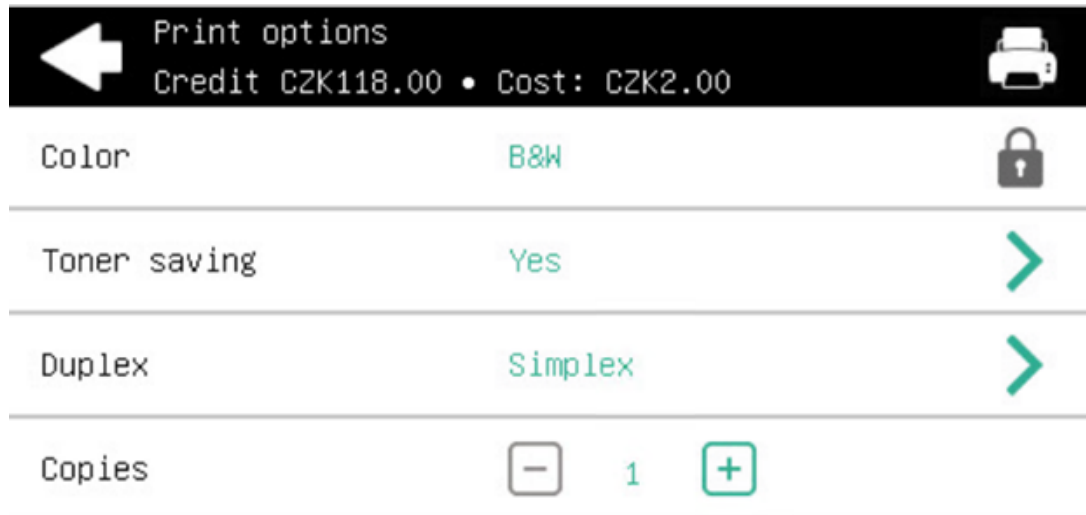 Print options
Credit CZK118.00 • Cost: CZK2.00
Color B&W
Toner saving Yes
Duplex Simplex
Copies - 1 +